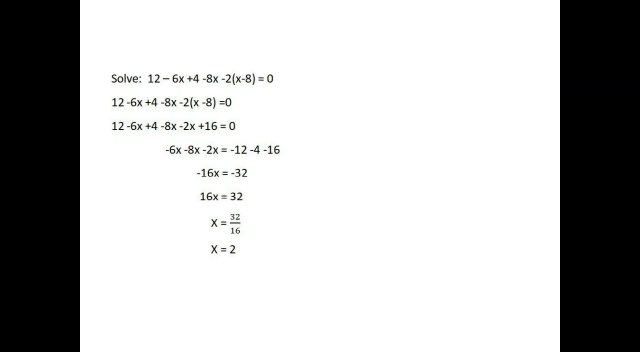 Solve: 12 – 6x +4 -8x -2(x-8) = 0
12 -6x +4 -8x -2(x -8) =0
12 -6x +4 -8x -2x +16 = 0
-6x -8x -2x = -12 -4 -16
-16x = -32
16x = 32
X = 32/16
X = 2